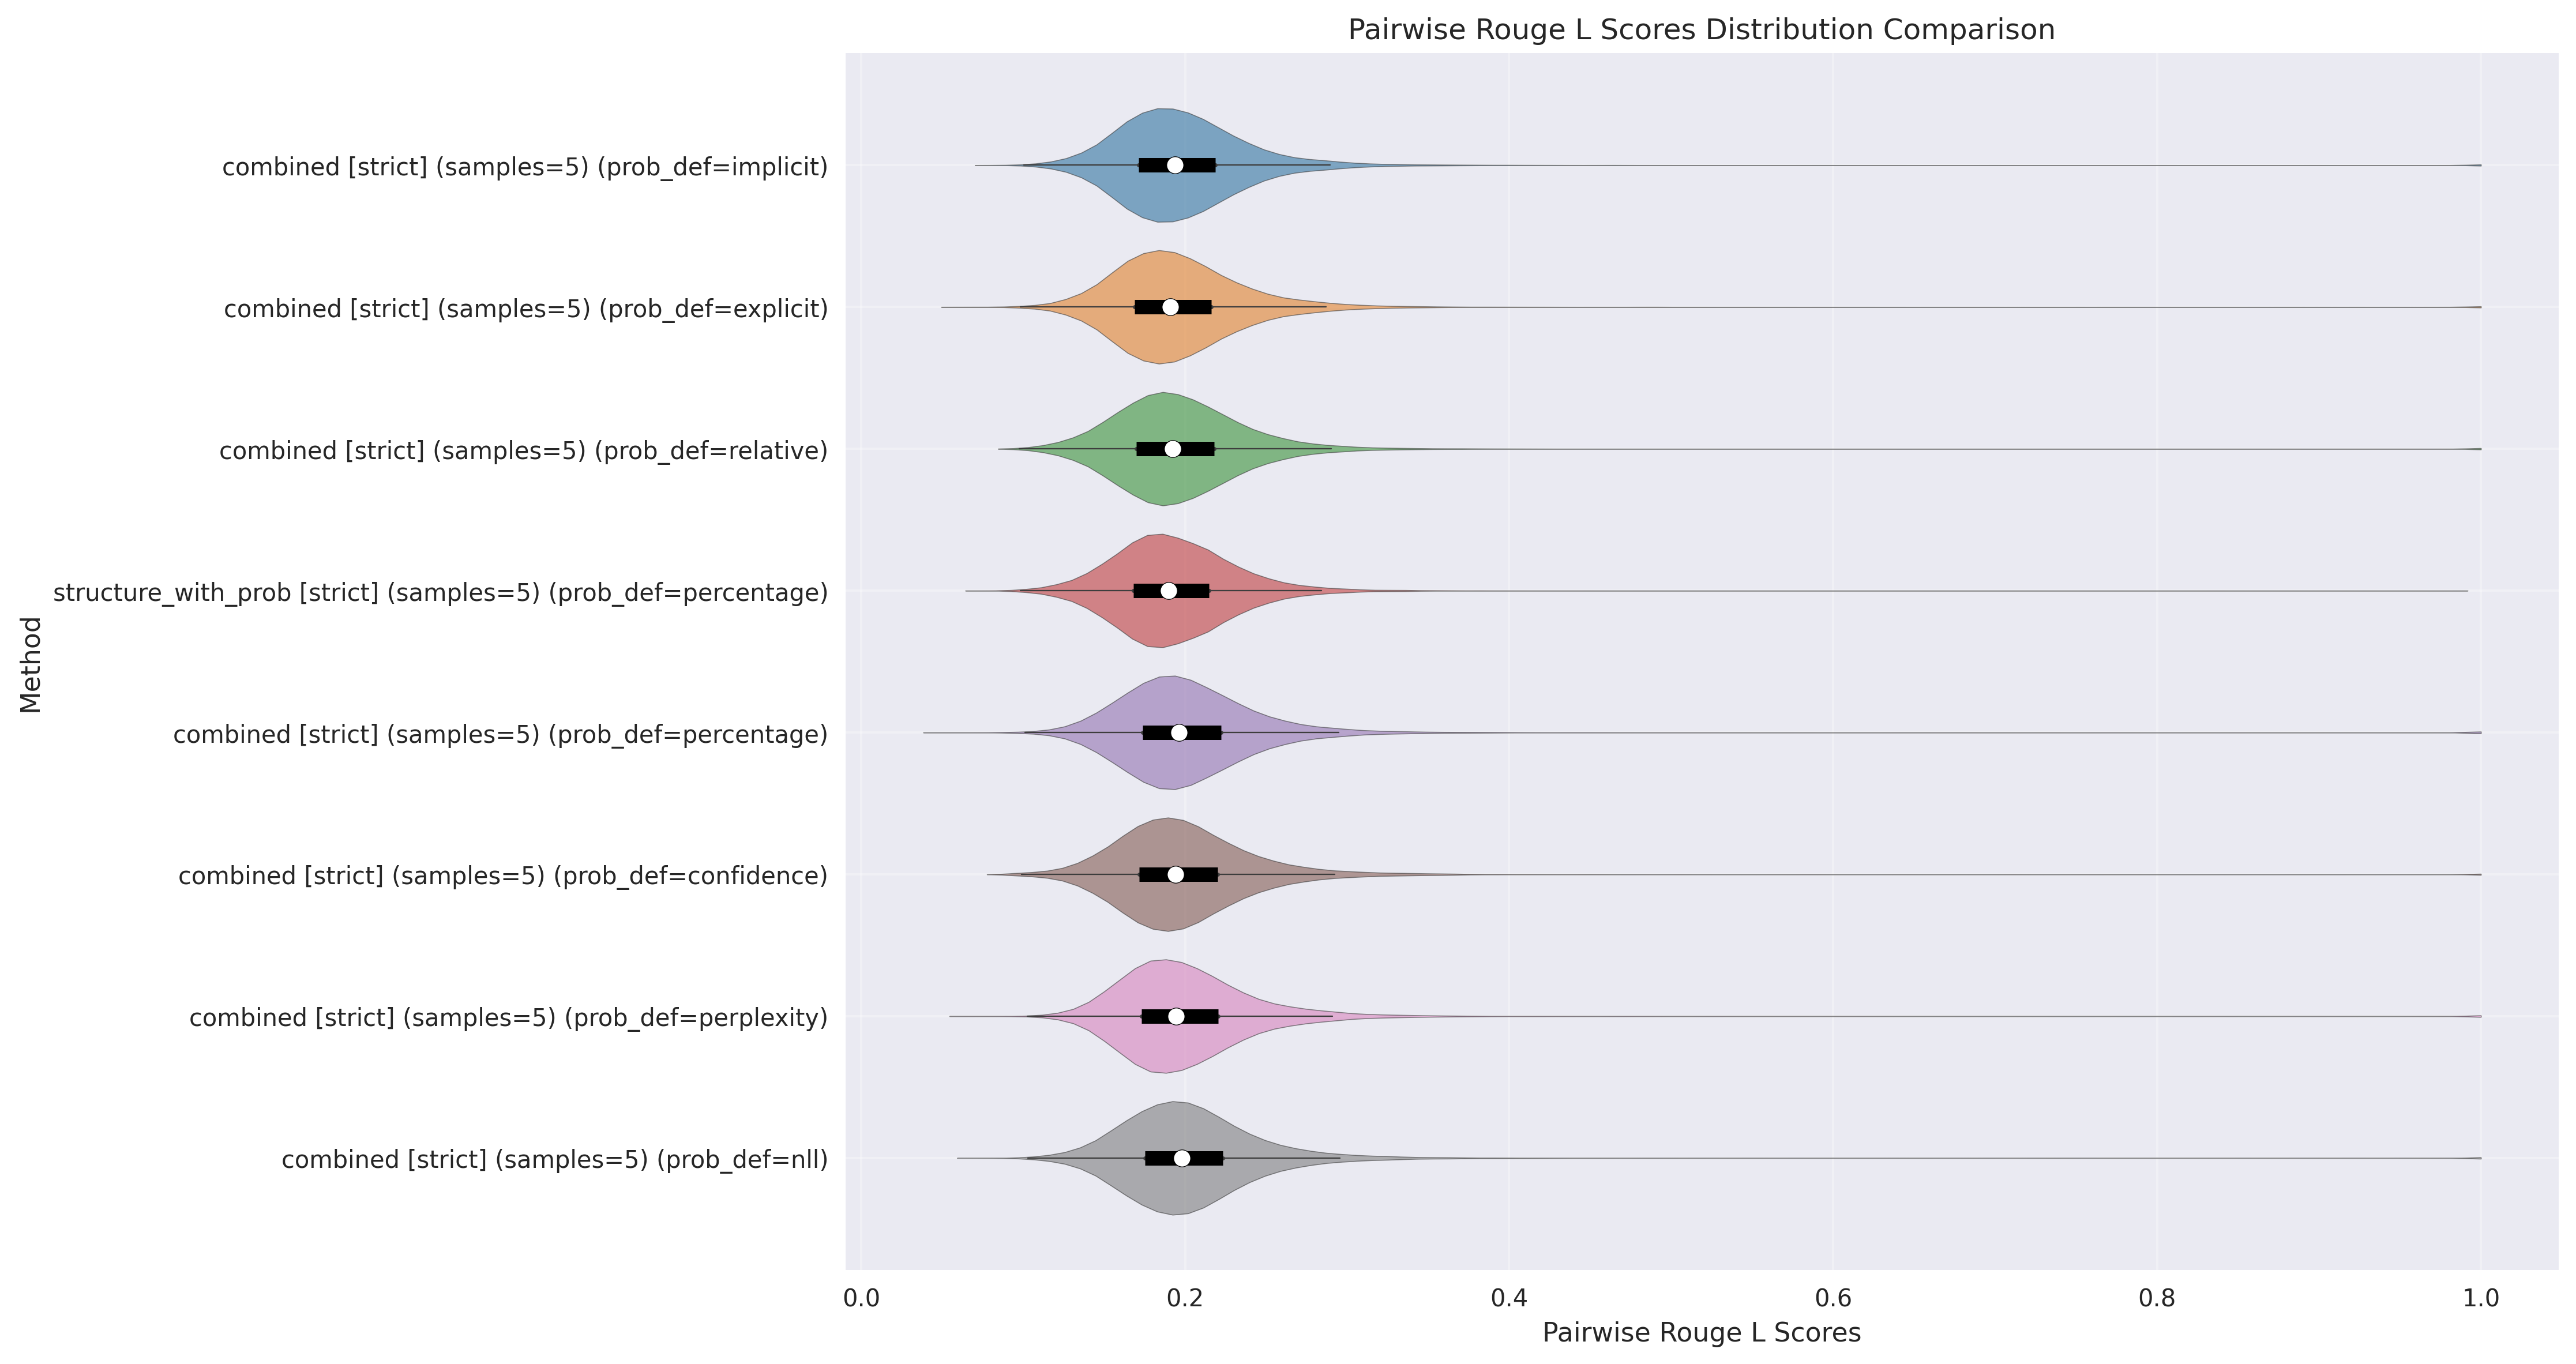 Pairwise Rouge L Scores Distribution Comparison
combined [strict] (samples=5) (prob_def=implicit)
combined [strict] (samples=5) (prob_def=explicit)
combined [strict] (samples=5) (prob_def=relative)
structure_with_prob [strict] (samples=5) (prob_def=percentage)
combined [strict] (samples=5) (prob_def=percentage)
combined [strict] (samples=5) (prob_def=confidence)
combined [strict] (samples=5) (prob_def=perplexity)
combined [strict] (samples=5) (prob_def=nll)
Method
0.0 0.2 0.4 0.6 0.8 1.0
Pairwise Rouge L Scores